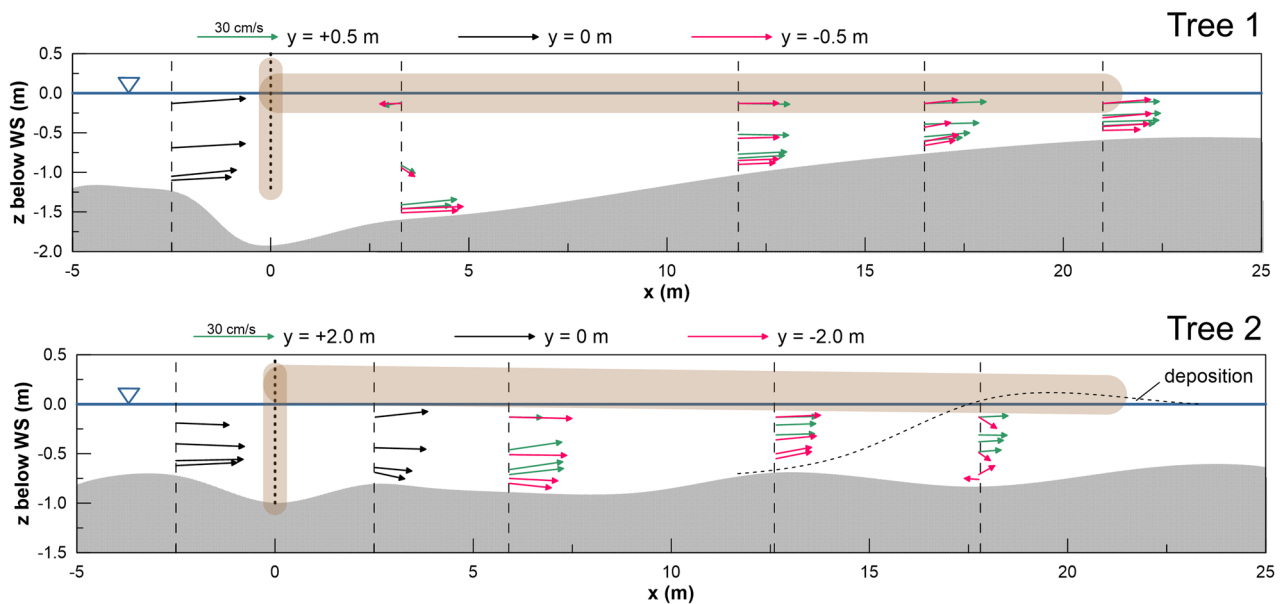 Tree 1
30 cm/s
y = +0.5 m
y = 0 m
y = -0.5 m
z below WS (m)
0.5
0.0
-0.5
-1.0
-1.5
-2.0
-5 0 5 10 15 20 25
x (m)
Tree 2
30 cm/s
y = +2.0 m
y = 0 m
y = -2.0 m
deposition
z below WS (m)
0.5
0.0
-0.5
-1.0
-1.5
-5 0 5 10 15 20 25
x (m)